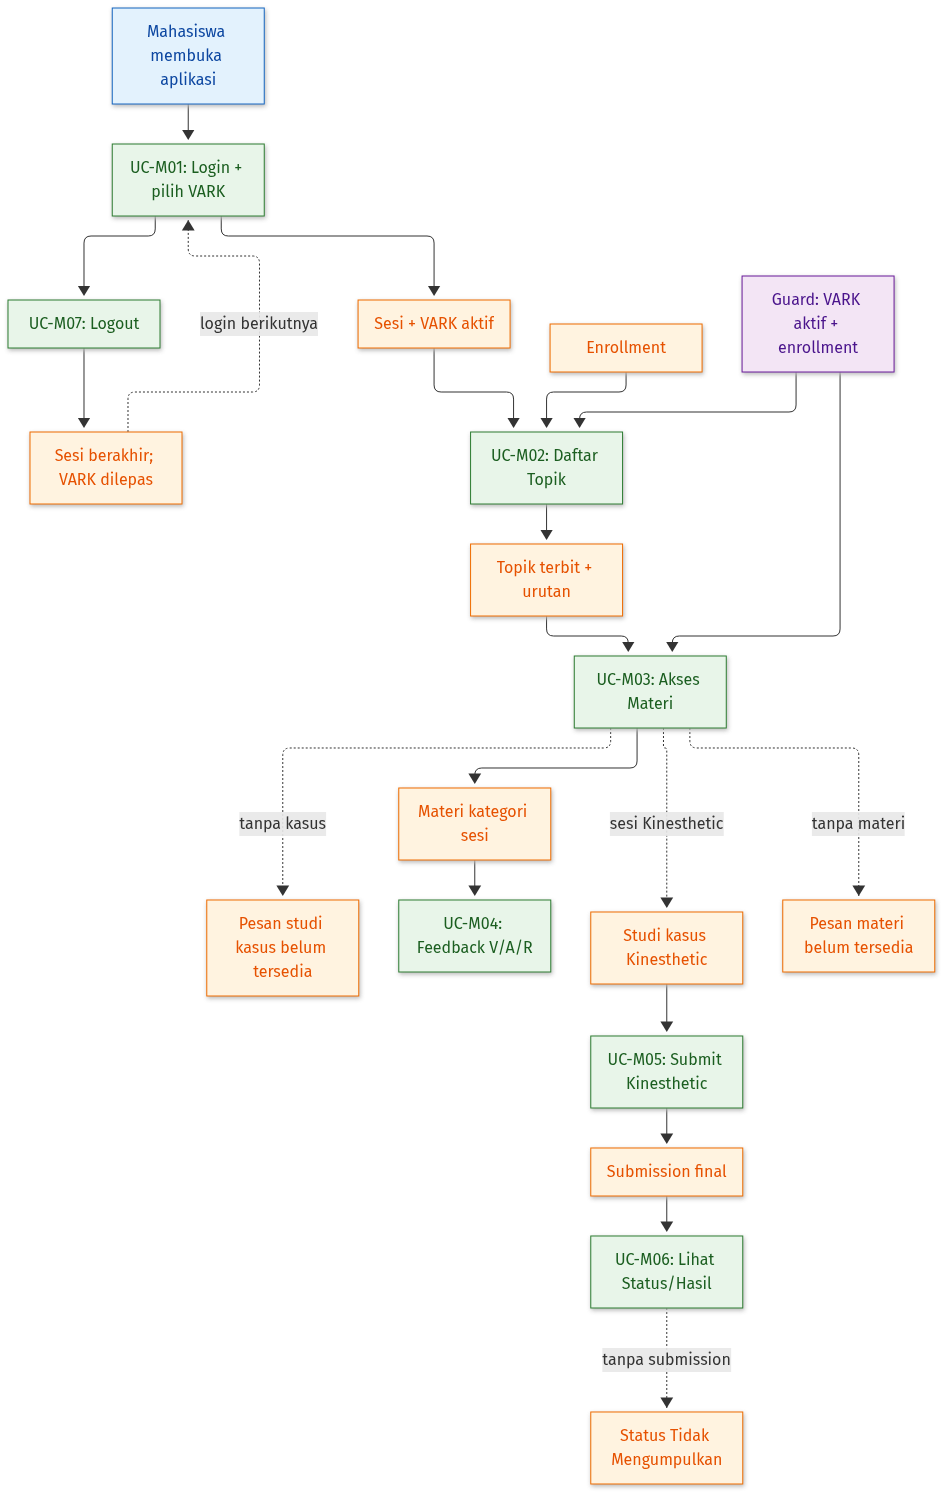 Mahasiswa
membuka
aplikasi
UC-M01: Login +
pilih VARK
UC-M07: Logout
login berikutnya
Sesi + VARK aktif
Enrollment
Guard: VARK
aktif +
enrollment
Sesi berakhir;
VARK dilepas
UC-M02: Daftar
Topik
Topik terbit +
urutan
UC-M03: Akses
Materi
tanpa kasus
Materi kategori
sesi
sesi Kinesthetic
tanpa materi
Pesan studi
kasus belum
tersedia
UC-M04:
Feedback V/A/R
Studi kasus
Kinesthetic
Pesan materi
belum tersedia
UC-M05: Submit
Kinesthetic
Submission final
UC-M06: Lihat
Status/Hasil
tanpa submission
Status Tidak
Mengumpulkan